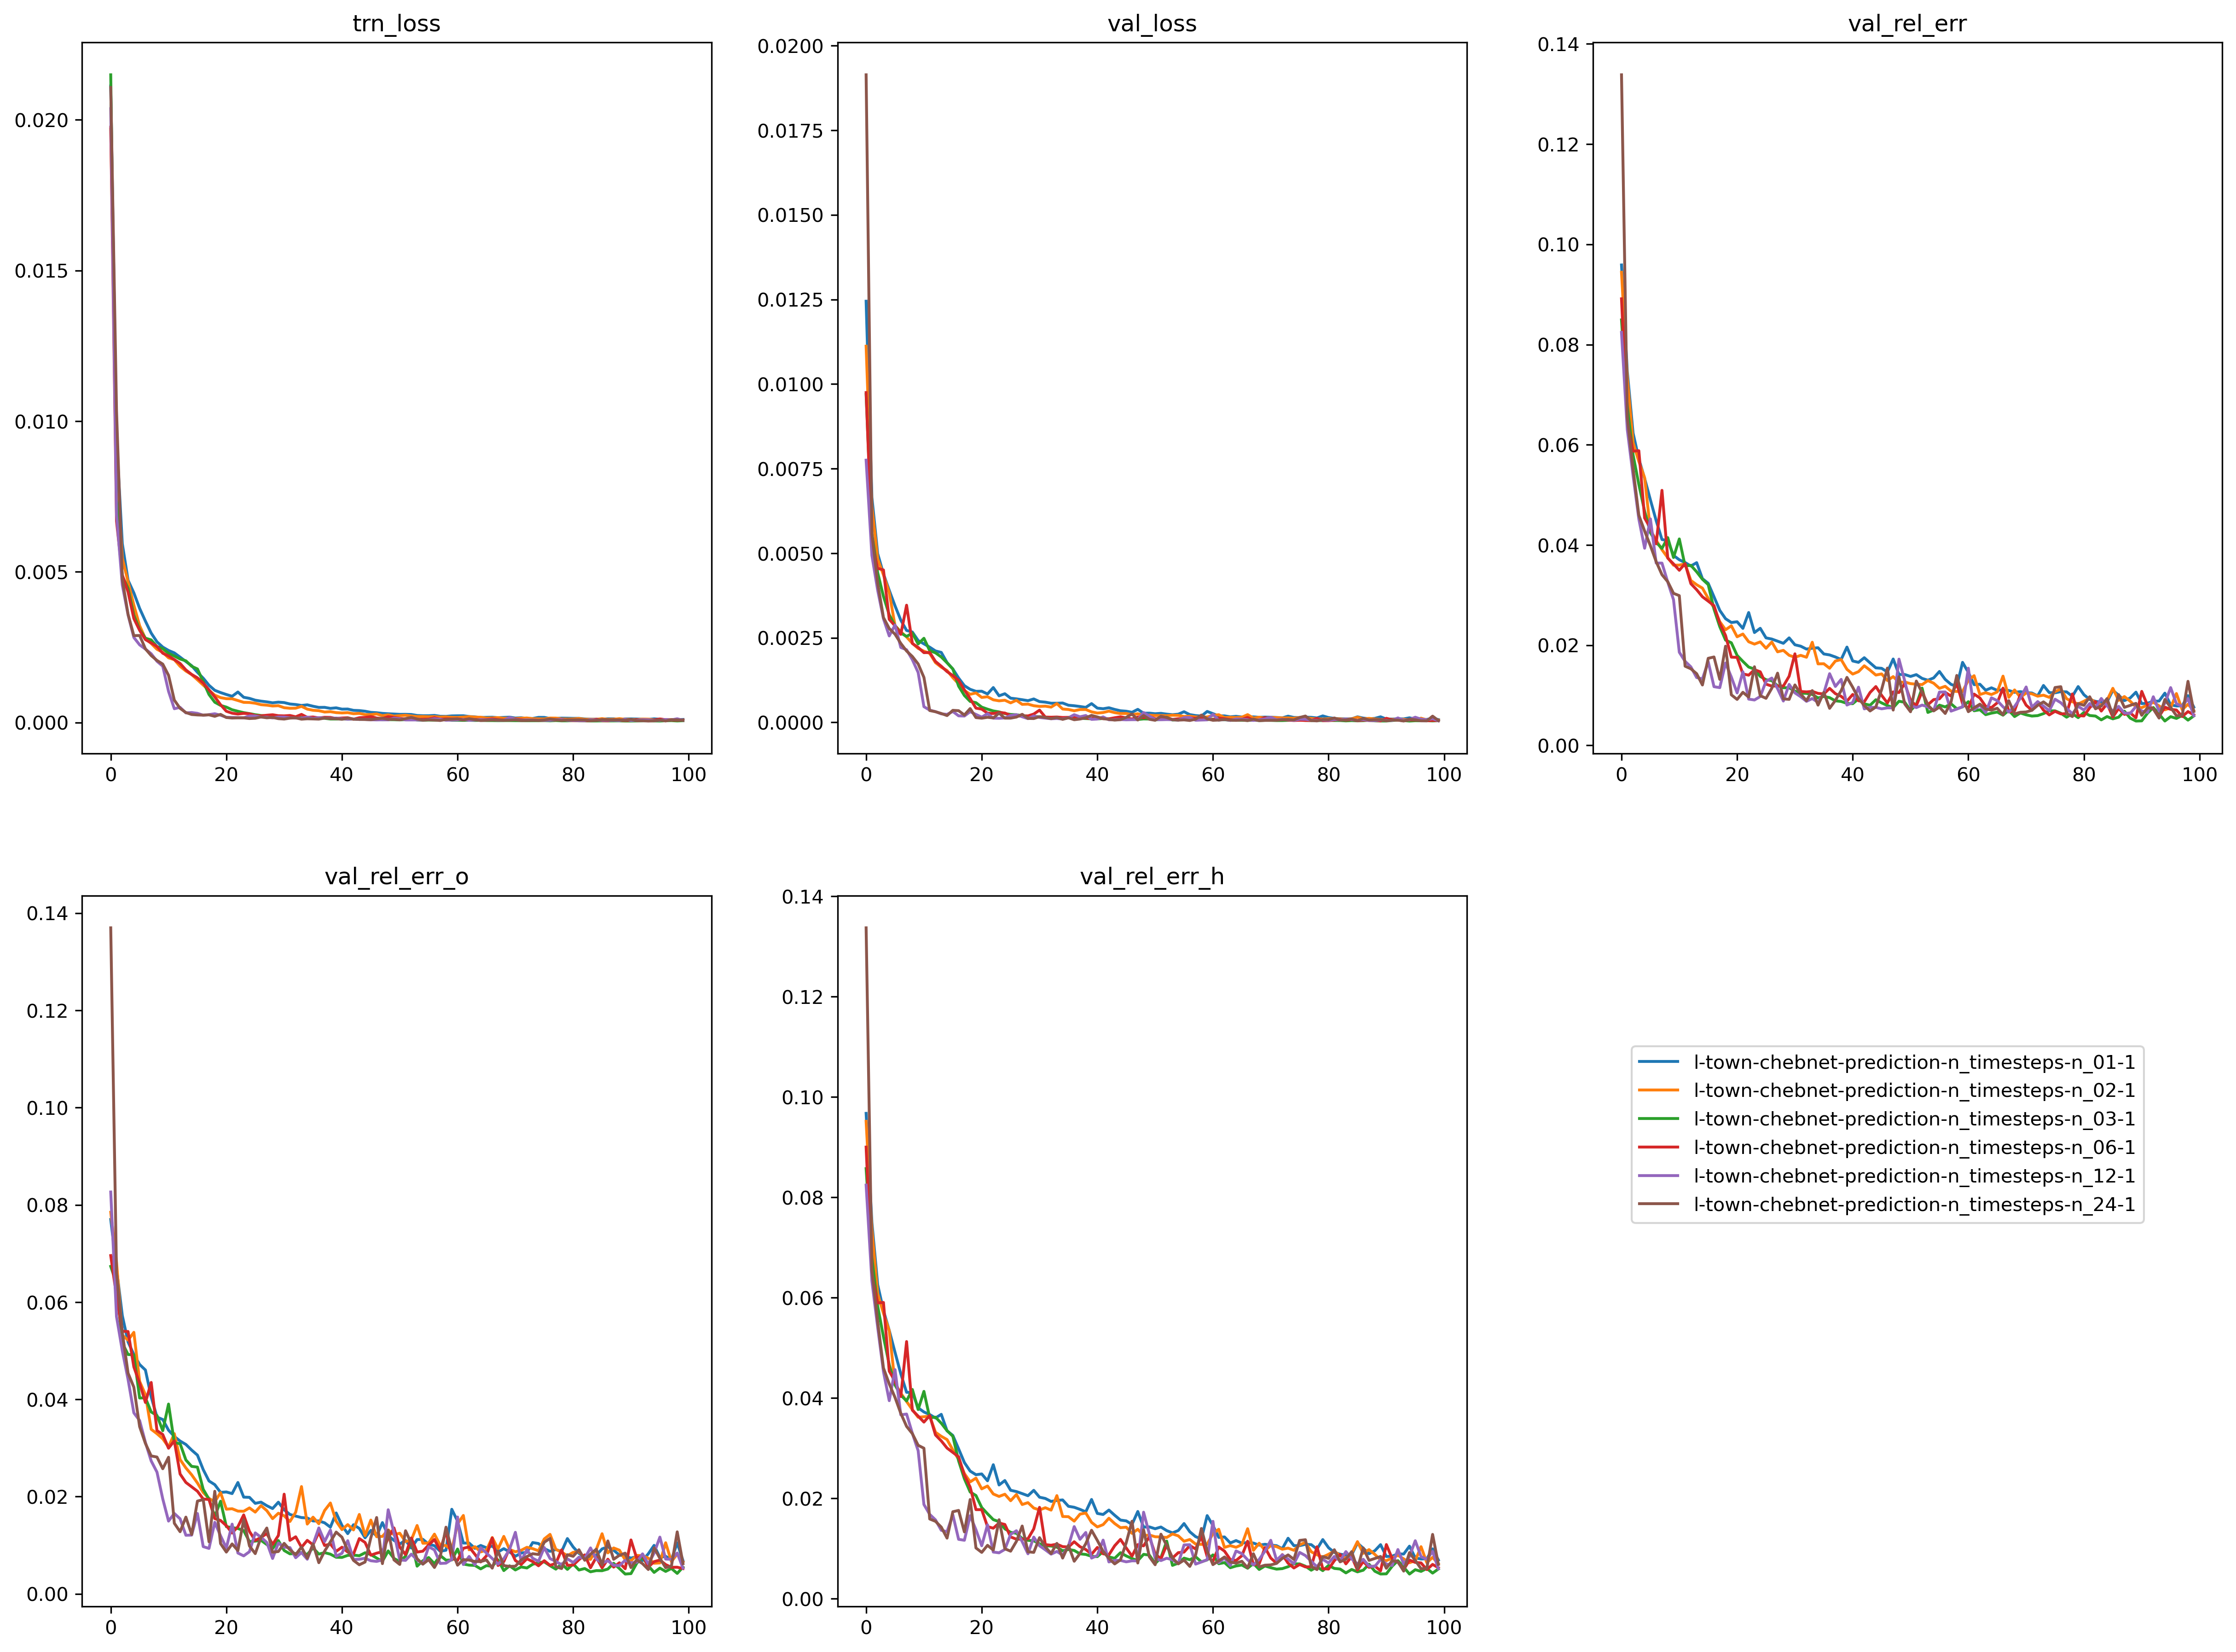 trn_loss
0.020
0.015
0.010
0.005
0.000
0 20 40 60 80 100
val_loss
0.0200
0.0175
0.0150
0.0125
0.0100
0.0075
0.0050
0.0025
0.0000
0 20 40 60 80 100
val_rel_err
0.14
0.12
0.10
0.08
0.06
0.04
0.02
0.00
0 20 40 60 80 100
val_rel_err_o
0.14
0.12
0.10
0.08
0.06
0.04
0.02
0.00
0 20 40 60 80 100
val_rel_err_h
0.14
0.12
0.10
0.08
0.06
0.04
0.02
0.00
0 20 40 60 80 100
l-town-chebnet-prediction-n_timesteps-n_01-1
l-town-chebnet-prediction-n_timesteps-n_02-1
l-town-chebnet-prediction-n_timesteps-n_03-1
l-town-chebnet-prediction-n_timesteps-n_06-1
l-town-chebnet-prediction-n_timesteps-n_12-1
l-town-chebnet-prediction-n_timesteps-n_24-1